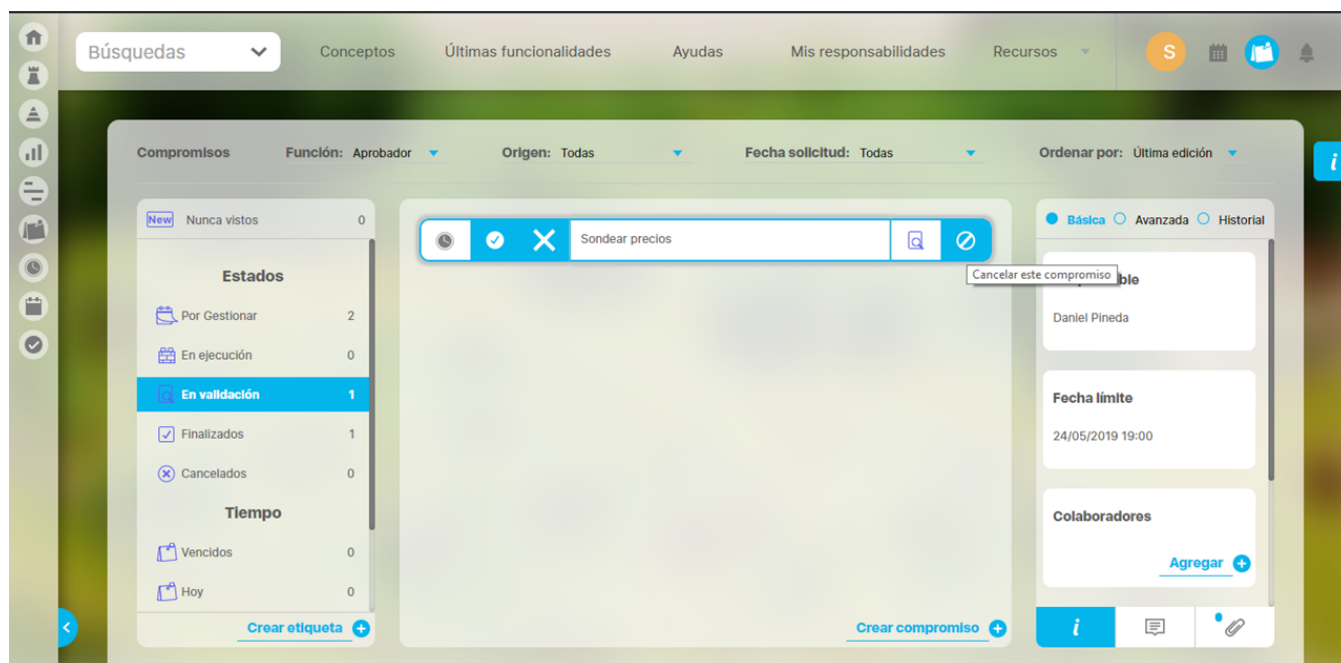 Búsquedas Conceptos Últimas funcionalidades Ayudas Mis responsabilidades Recursos S
Compromisos Función: Aprobador Origen: Todas Fecha solicitud: Todas Ordenar por: Última edición i
New Nunca vistos 0
Estados
Por Gestionar 2
En ejecución 0
En validación 1
Finalizados 1
Cancelados 0
Tiempo
Vencidos 0
Hoy 0
Crear etiqueta
Sondear precios
Cancelar este compromiso
Crear compromiso
Básica Avanzada Historial
Daniel Pineda
Fecha límite
24/05/2019 19:00
Colaboradores
Agregar
i